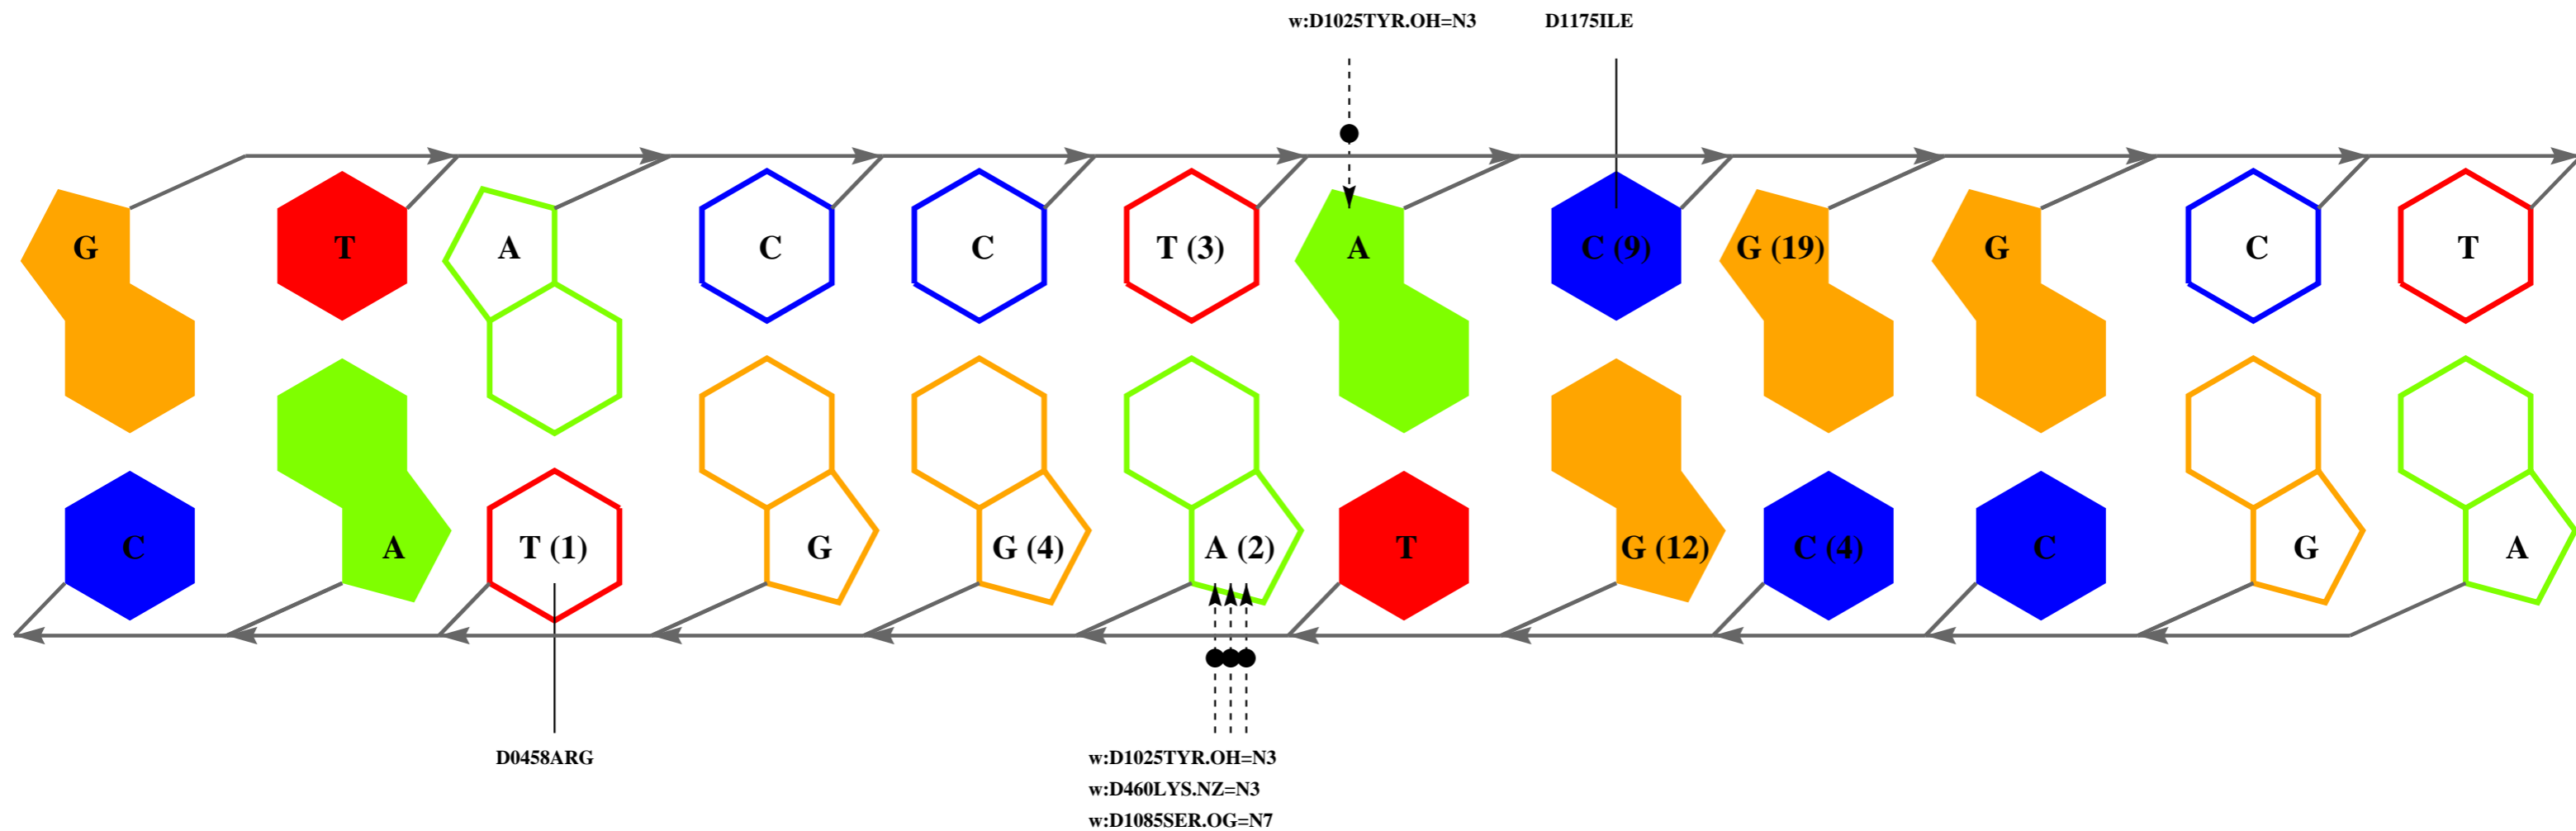 w:D1025TYR.OH=N3 D1175ILE
G T A C C T (3) A C (9) G (19) G C T
C A T (1) G G (4) A (2) T G (12) C (4) C G A
D0458ARG w:D1025TYR.OH=N3
w:D460LYS.NZ=N3
w:D1085SER.OG=N7